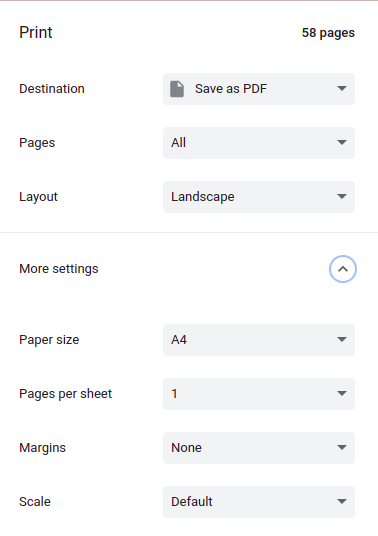 Print 58 pages
Destination Save as PDF
Pages All
Layout Landscape
More settings
Paper size A4
Pages per sheet 1
Margins None
Scale Default